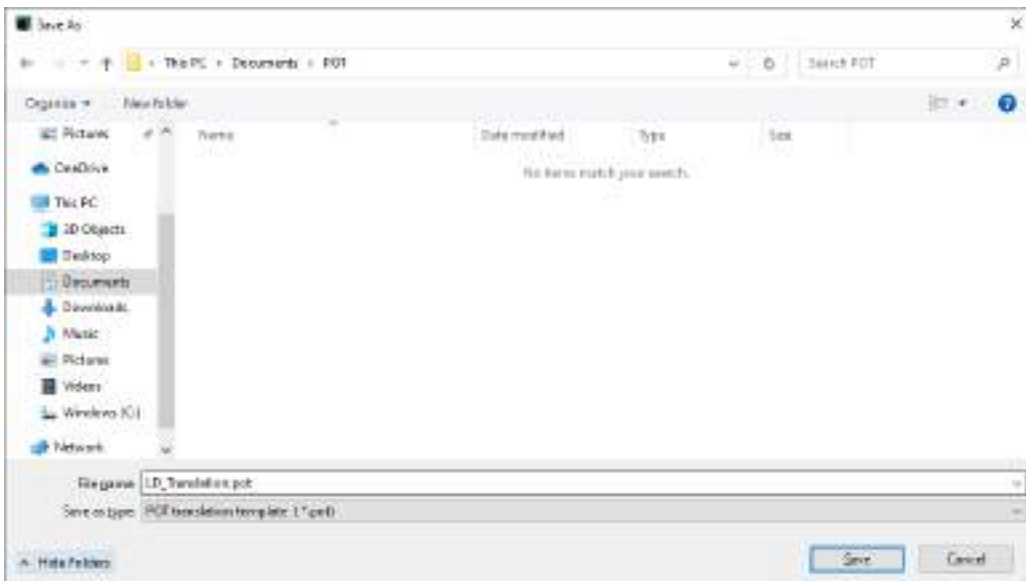 Save As
This PC › Documents › POT
Search POT
Organise
New folder
Name
Date modified
Type
Size
No items match your search.
Pictures
OneDrive
This PC
3D Objects
Desktop
Documents
Downloads
Music
Pictures
Videos
Windows (C:)
Network
File name: LD_Translation.pot
Save as type: POT translation template (*.pot)
Hide Folders
Save
Cancel